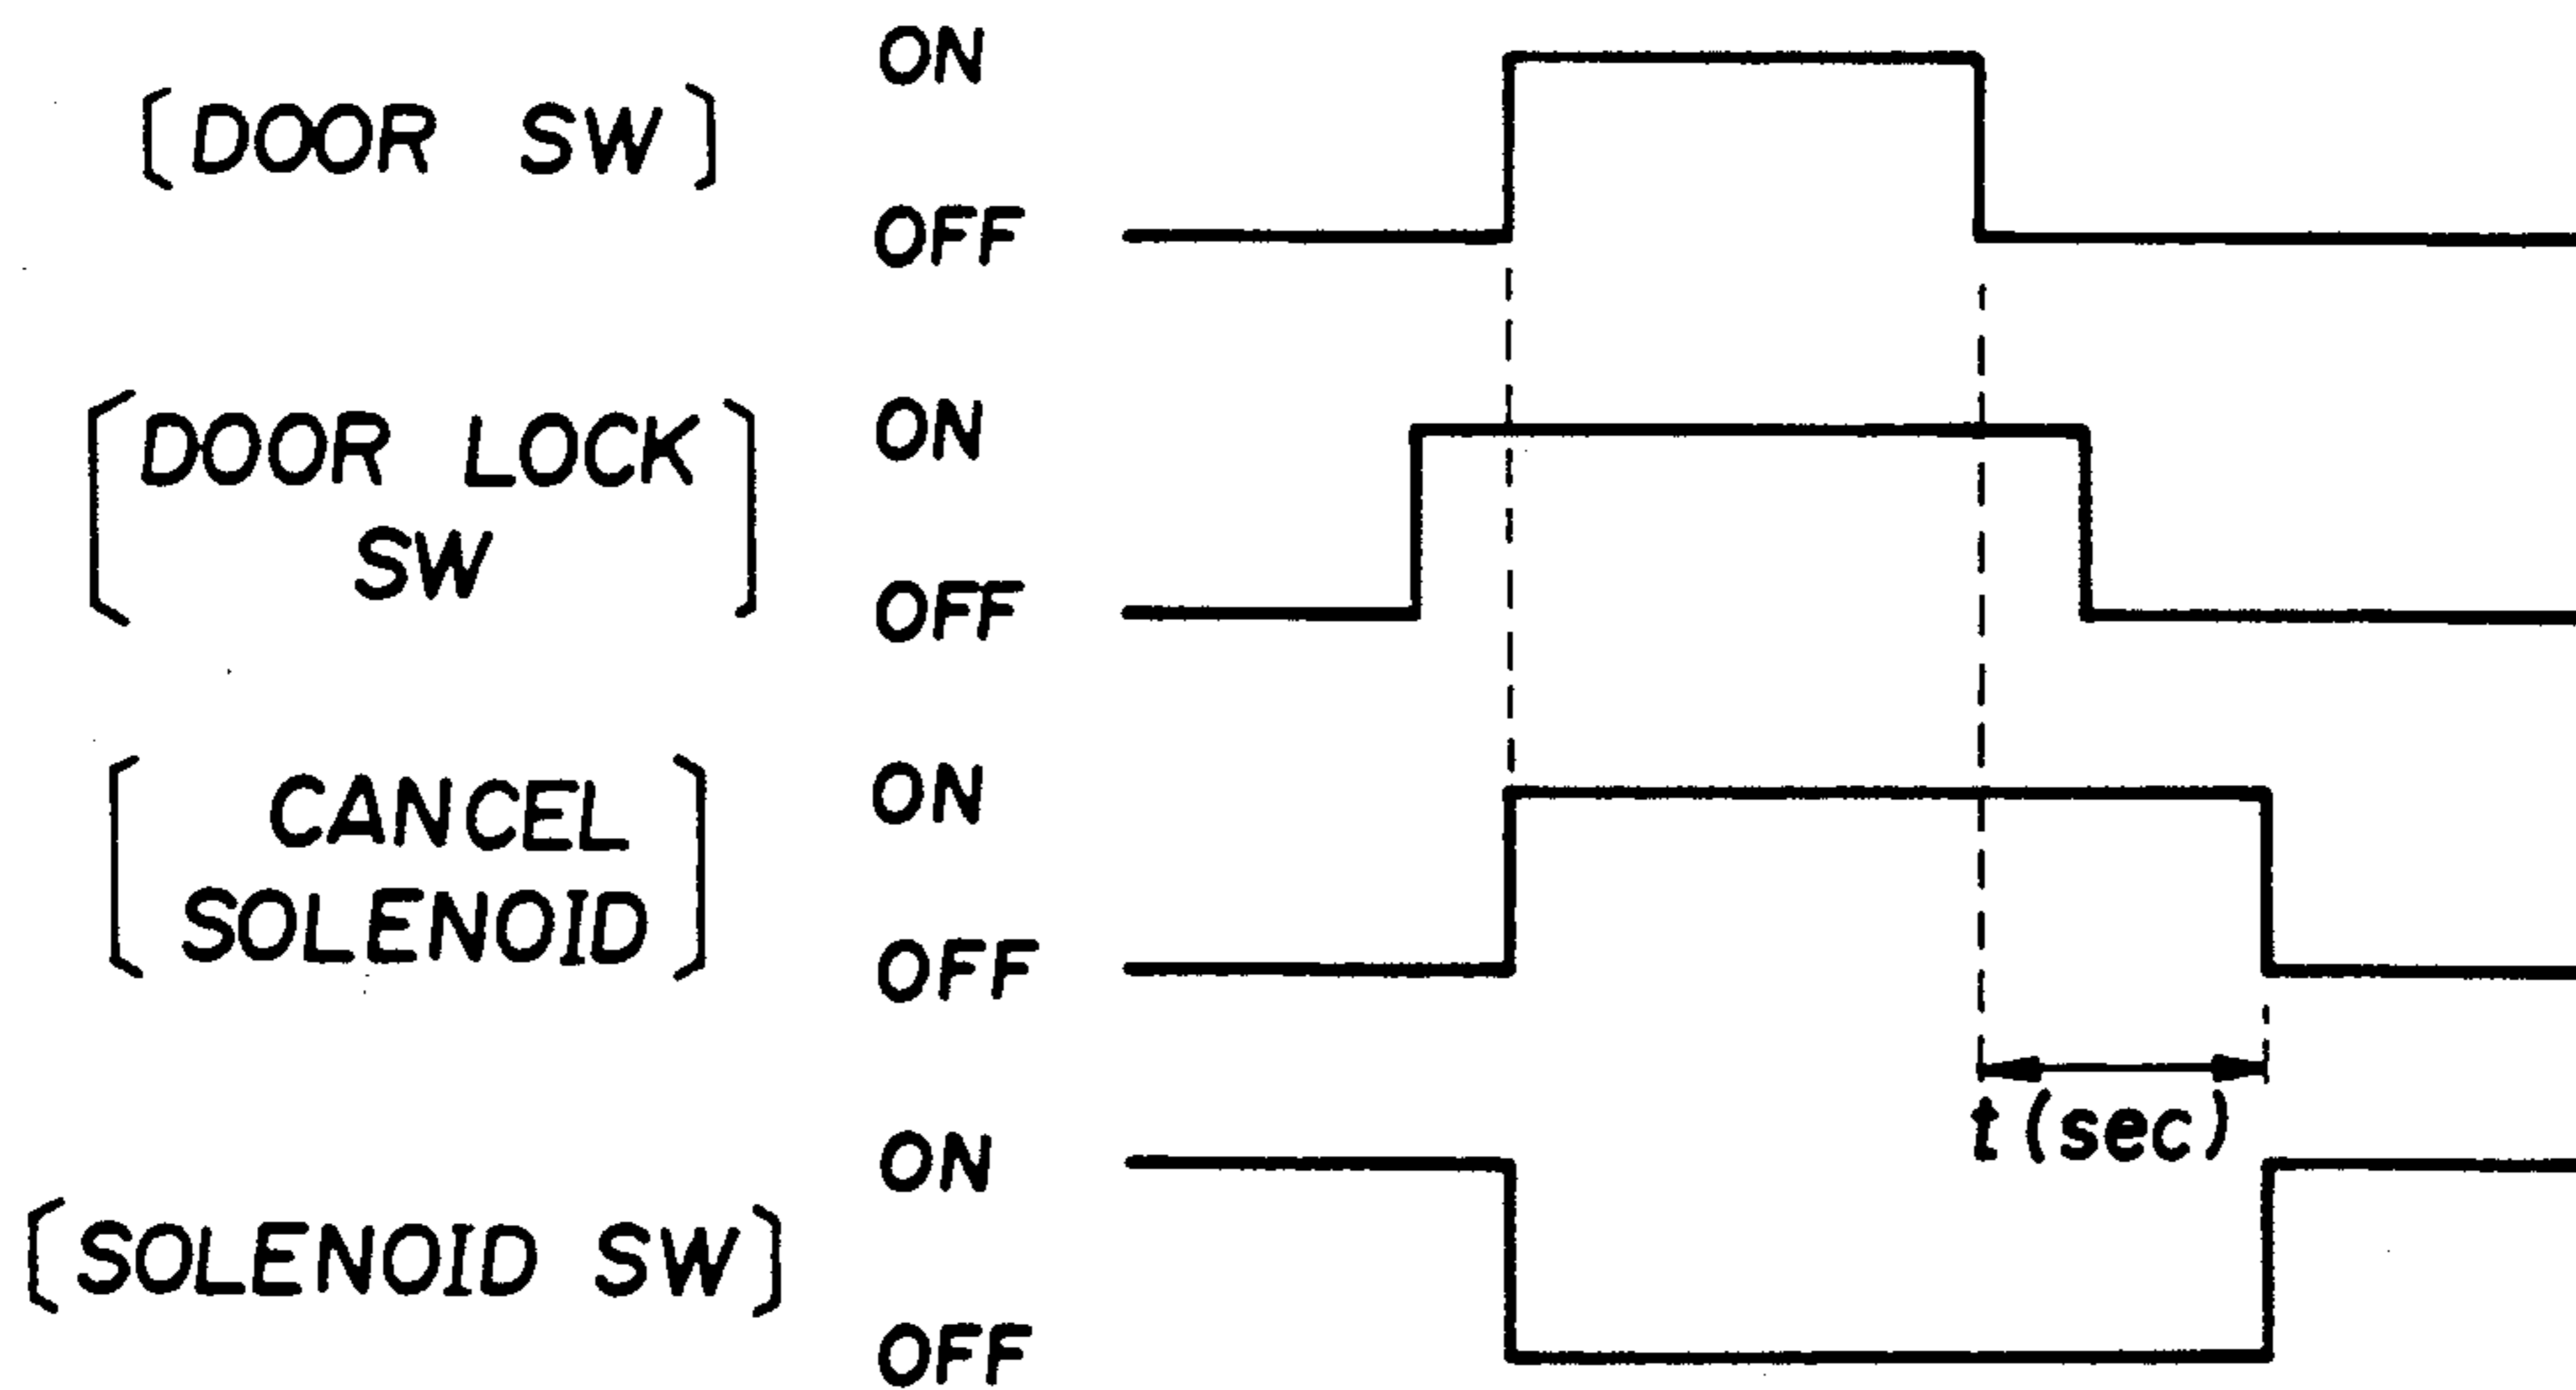 ON
[DOOR SW]
OFF
ON
[DOOR LOCK
SW]
OFF
ON
[CANCEL
SOLENOID]
OFF
t (sec)
ON
[SOLENOID SW]
OFF